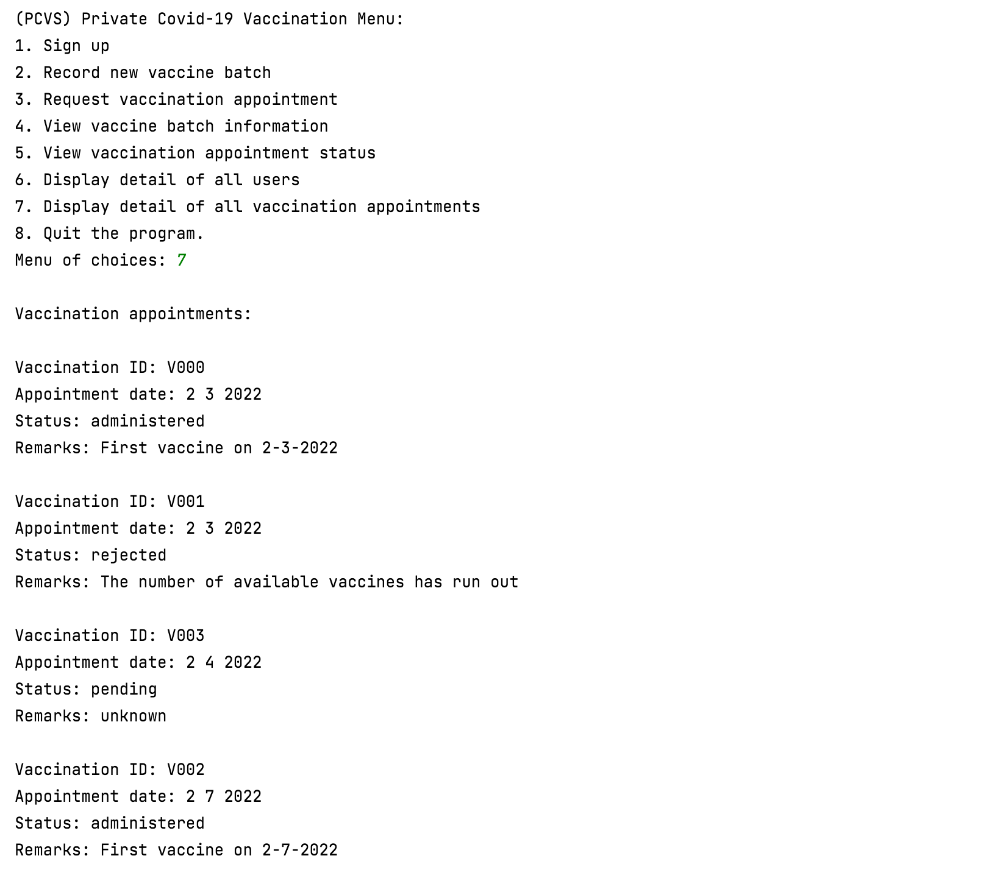 (PCVS) Private Covid-19 Vaccination Menu:
1. Sign up
2. Record new vaccine batch
3. Request vaccination appointment
4. View vaccine batch information
5. View vaccination appointment status
6. Display detail of all users
7. Display detail of all vaccination appointments
8. Quit the program.
Menu of choices: 7
Vaccination appointments:
Vaccination ID: V000
Appointment date: 2 3 2022
Status: administered
Remarks: First vaccine on 2-3-2022
Vaccination ID: V001
Appointment date: 2 3 2022
Status: rejected
Remarks: The number of available vaccines has run out
Vaccination ID: V003
Appointment date: 2 4 2022
Status: pending
Remarks: unknown
Vaccination ID: V002
Appointment date: 2 7 2022
Status: administered
Remarks: First vaccine on 2-7-2022